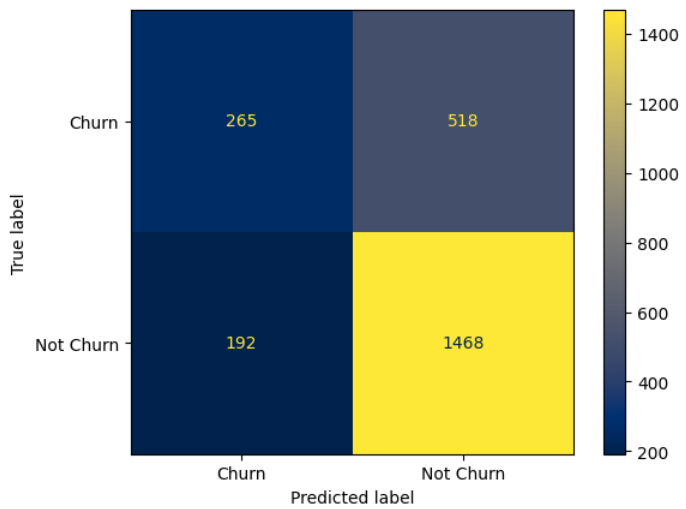 True label
Churn
265
518
Not Churn
192
1468
Churn
Not Churn
Predicted label
1400
1200
1000
800
600
400
200